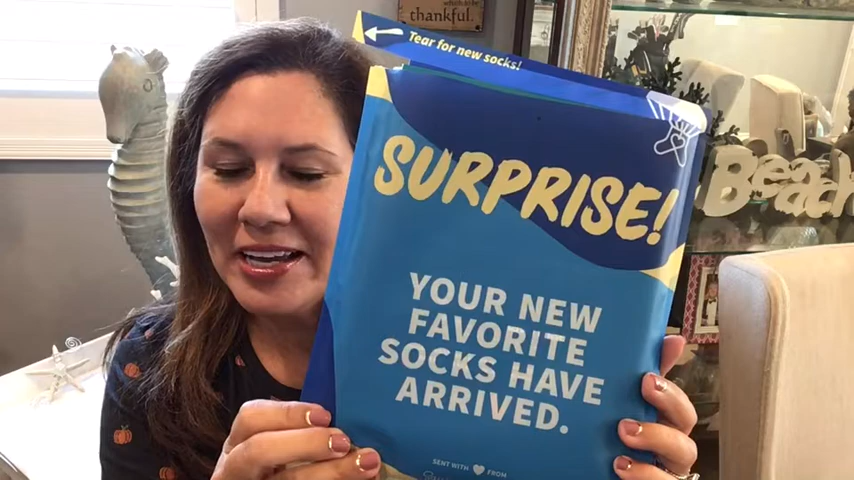 thankful.
Tear for new socks!
SURPRISE!
Beach
YOUR NEW
FAVORITE
SOCKS HAVE
ARRIVED.
SENT WITH FROM